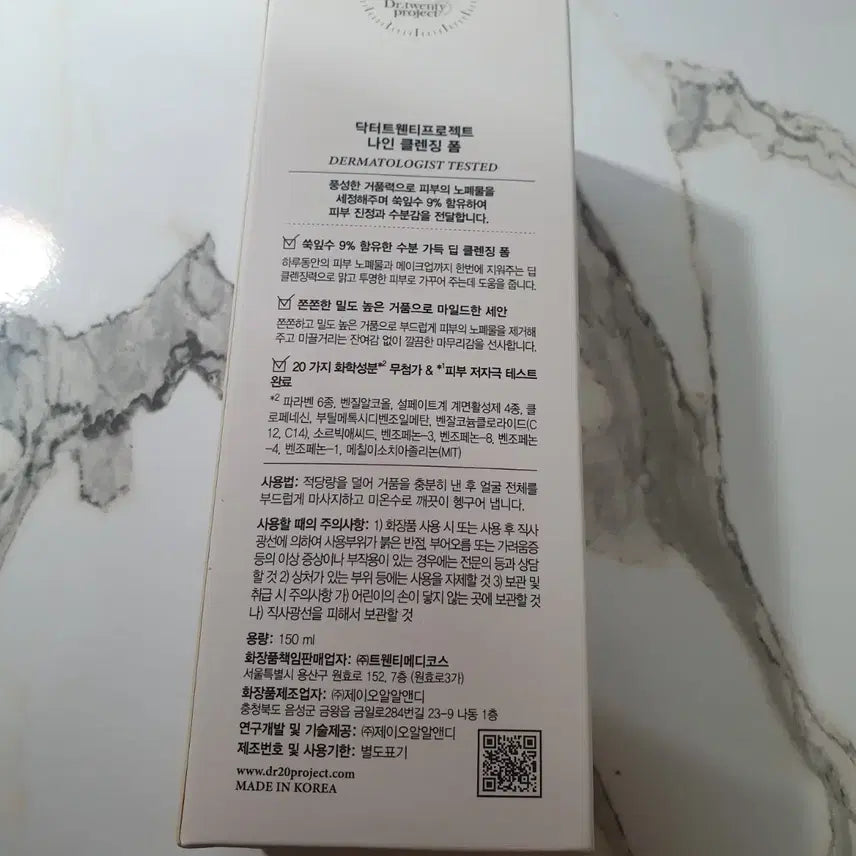 Dr.twenty
project
닥터트웬티프로젝트
나인 클렌징 폼
DERMATOLOGIST TESTED
풍성한 거품력으로 피부의 노폐물을
세정해주며 쑥잎수 9% 함유하여
피부 진정과 수분감을 전달합니다.
쑥잎수 9% 함유한 수분 가득 딥 클렌징 폼
하루동안의 피부 노폐물과 메이크업까지 한번에 지워주는 딥
클렌징력으로 맑고 투명한 피부로 가꾸어 주는데 도움을 줍니다.
쫀쫀한 밀도 높은 거품으로 마일드한 세안
쫀쫀하고 밀도 높은 거품으로 부드럽게 피부의 노폐물을 제거해
주고 미끌거리는 잔여감 없이 깔끔한 마무리감을 선사합니다.
20 가지 화학성분*2 무첨가 & *1피부 저자극 테스트
완료
*2 파라벤 6종, 벤질알코올, 설페이트계 계면활성제 4종, 클
로페네신, 부틸메톡시디벤조일메탄, 벤잘코늄클로라이드(C
12, C14), 소르빅애씨드, 벤조페논-3, 벤조페논-8, 벤조페논
-4, 벤조페논-1, 메칠이소치아졸리논(MIT)
사용법: 적당량을 덜어 거품을 충분히 낸 후 얼굴 전체를
부드럽게 마사지하고 미온수로 깨끗이 헹구어 냅니다.
사용할 때의 주의사항: 1) 화장품 사용 시 또는 사용 후 직사
광선에 의하여 사용부위가 붉은 반점, 부어오름 또는 가려움증
등의 이상 증상이나 부작용이 있는 경우에는 전문의 등과 상담
할 것 2) 상처가 있는 부위 등에는 사용을 자제할 것 3) 보관 및
취급 시 주의사항 가) 어린이의 손이 닿지 않는 곳에 보관할 것
나) 직사광선을 피해서 보관할 것
용량: 150 ml
화장품책임판매업자: ㈜트웬티메디코스
서울특별시 용산구 원효로 152, 7층 (원효로3가)
화장품제조업자: ㈜제이오알앤디
충청북도 음성군 금왕읍 금일로284번길 23-9 나동 1층
연구개발 및 기술제공: ㈜제이오알앤디
제조번호 및 사용기한: 별도표기
www.dr20project.com
MADE IN KOREA